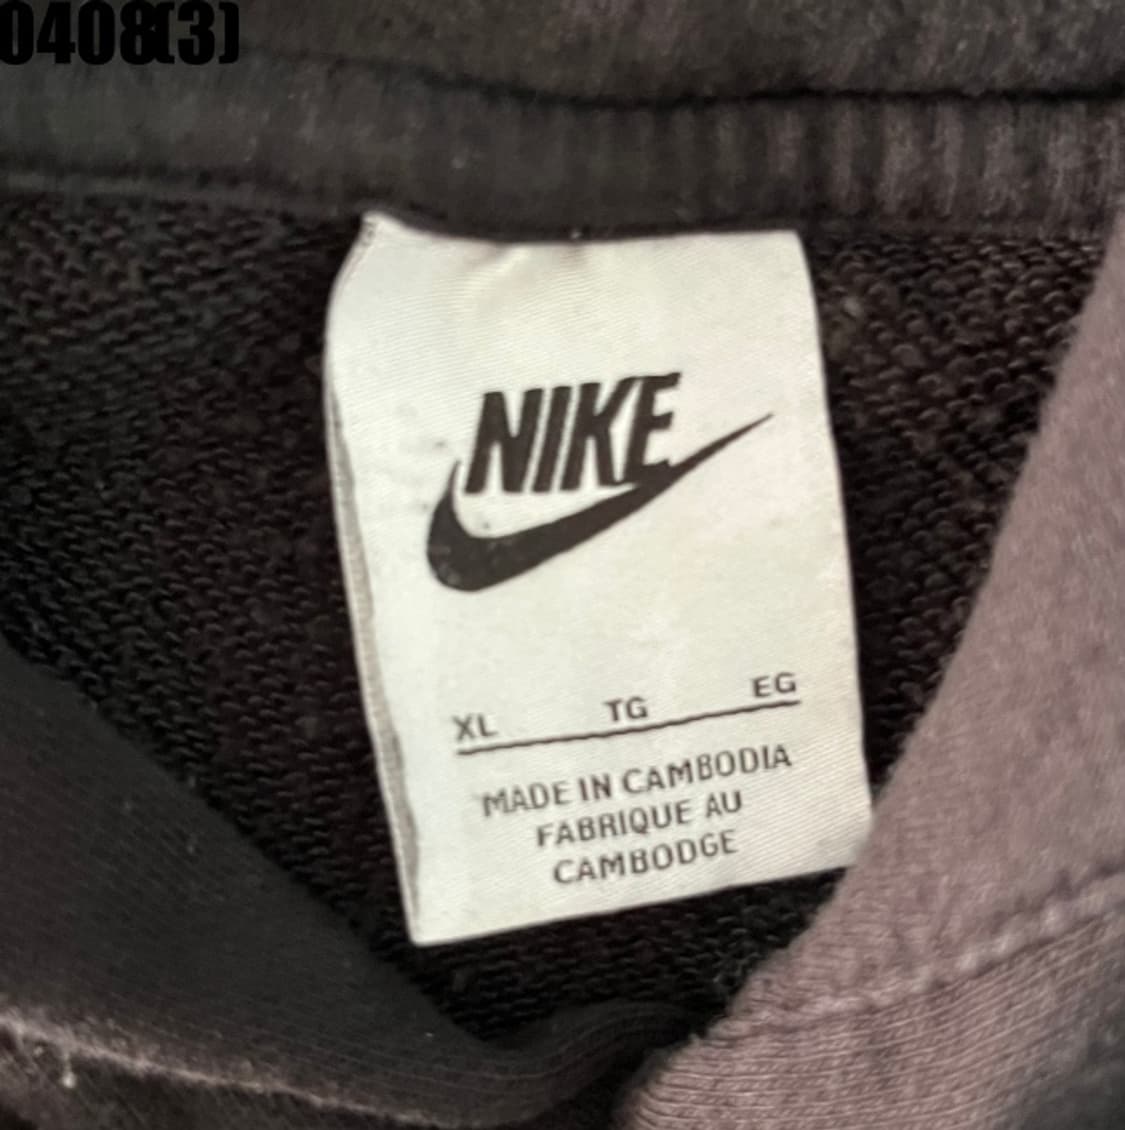 0408(3)
NIKE
XL TG EG
MADE IN CAMBODIA
FABRIQUE AU
CAMBODGE